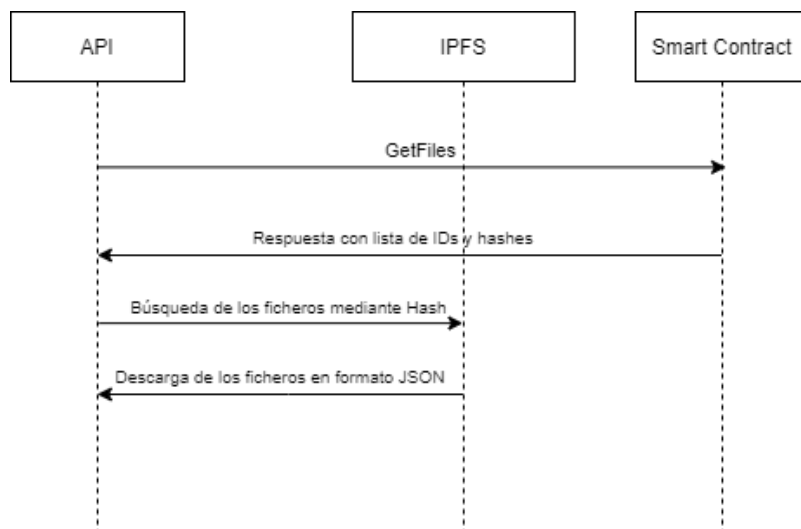 API
IPFS
Smart Contract
GetFiles
Respuesta con lista de IDs y hashes
Búsqueda de los ficheros mediante Hash
Descarga de los ficheros en formato JSON